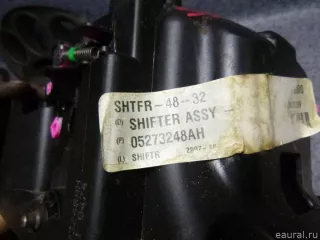 SHTFR-48-32
(D) SHIFTER ASSY -
(P) 05273248AH
(L) SHIFTR
eaural.ru